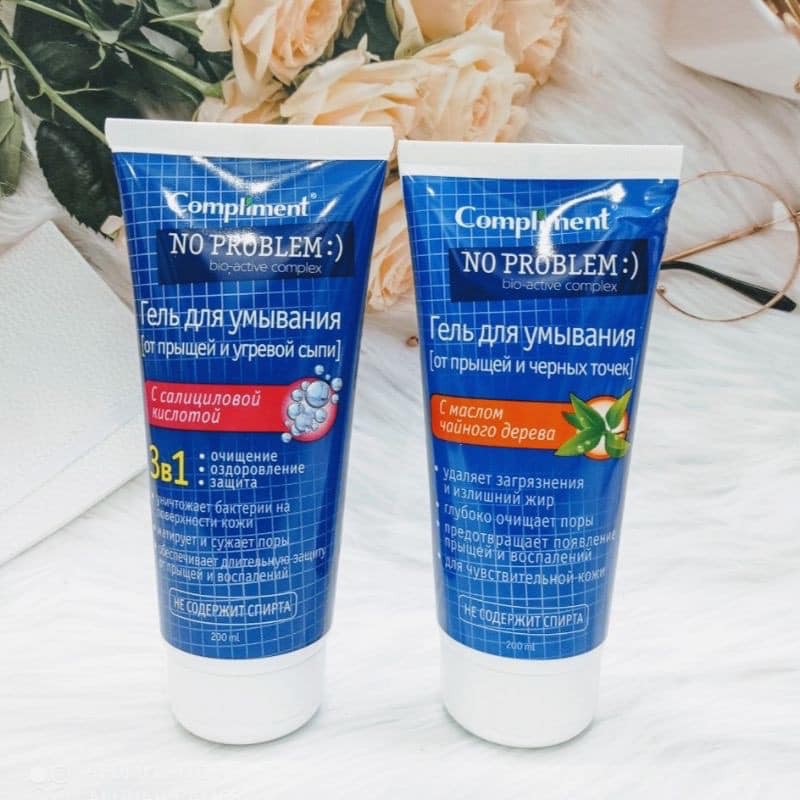 Compliment®
NO PROBLEM:)
bio-active complex
Гель для умывания
[от прыщей и угревой сыпи]
С салициловой
кислотой
3в1
• очищение
• оздоровление
• защита
• уничтожает бактерии на
поверхности кожи
• матирует и сужает поры
• обеспечивает длительную защиту
от прыщей и воспалений
НЕ СОДЕРЖИТ СПИРТА
200 ml
Compliment®
NO PROBLEM:)
bio-active complex
Гель для умывания
[от прыщей и черных точек]
С маслом
чайного дерева
• удаляет загрязнения
и излишний жир
• глубоко очищает поры
• предотвращает появление
прыщей и воспалений
• для чувствительной кожи
НЕ СОДЕРЖИТ СПИРТА
200 ml